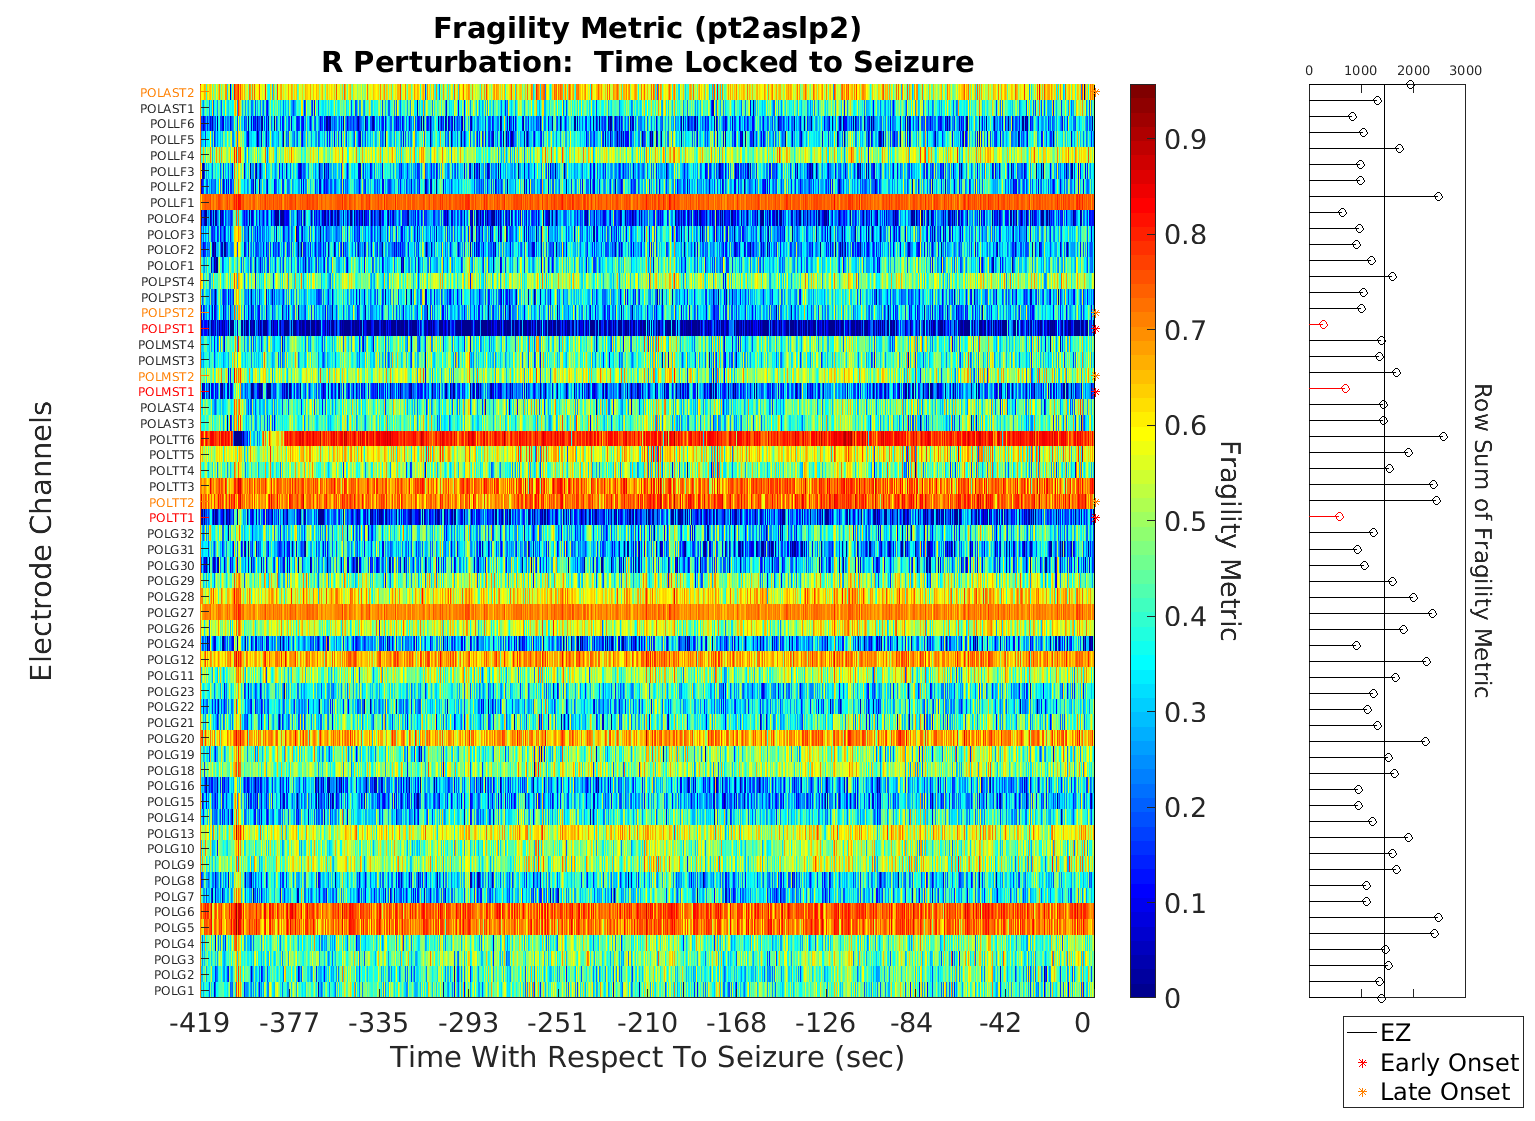 Fragility Metric (pt2aslp2)
R Perturbation:  Time Locked to Seizure
Electrode Channels
POLAST2
POLAST1
POLLF6
POLLF5
POLLF4
POLLF3
POLLF2
POLLF1
POLOF4
POLOF3
POLOF2
POLOF1
POLPST4
POLPST3
POLPST2
POLPST1
POLMST4
POLMST3
POLMST2
POLMST1
POLAST4
POLAST3
POLTT6
POLTT5
POLTT4
POLTT3
POLTT2
POLTT1
POLG32
POLG31
POLG30
POLG29
POLG28
POLG27
POLG26
POLG24
POLG12
POLG11
POLG23
POLG22
POLG21
POLG20
POLG19
POLG18
POLG16
POLG15
POLG14
POLG13
POLG10
POLG9
POLG8
POLG7
POLG6
POLG5
POLG4
POLG3
POLG2
POLG1
-419 -377 -335 -293 -251 -210 -168 -126 -84 -42 0
Time With Respect To Seizure (sec)
0.9
0.8
0.7
0.6
0.5
0.4
0.3
0.2
0.1
0
Fragility Metric
0 1000 2000 3000
Row Sum of Fragility Metric
EZ
Early Onset
Late Onset